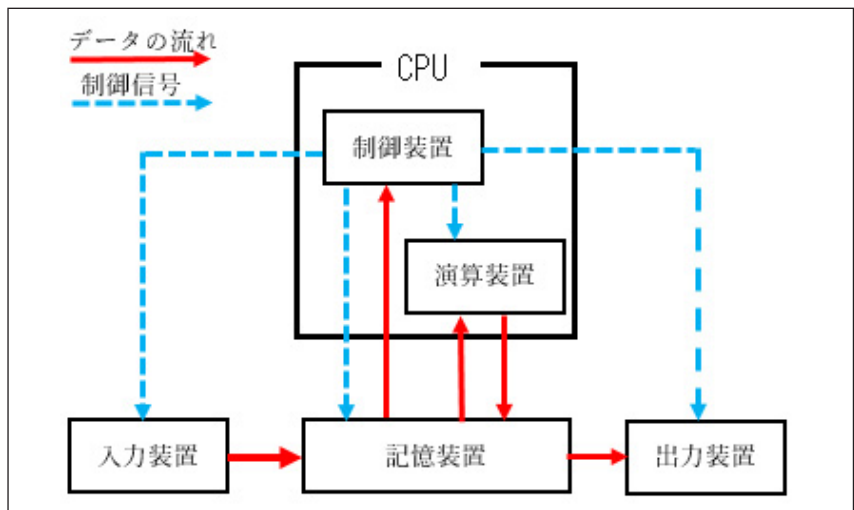 データの流れ
制御信号
CPU
制御装置
演算装置
入力装置
記憶装置
出力装置